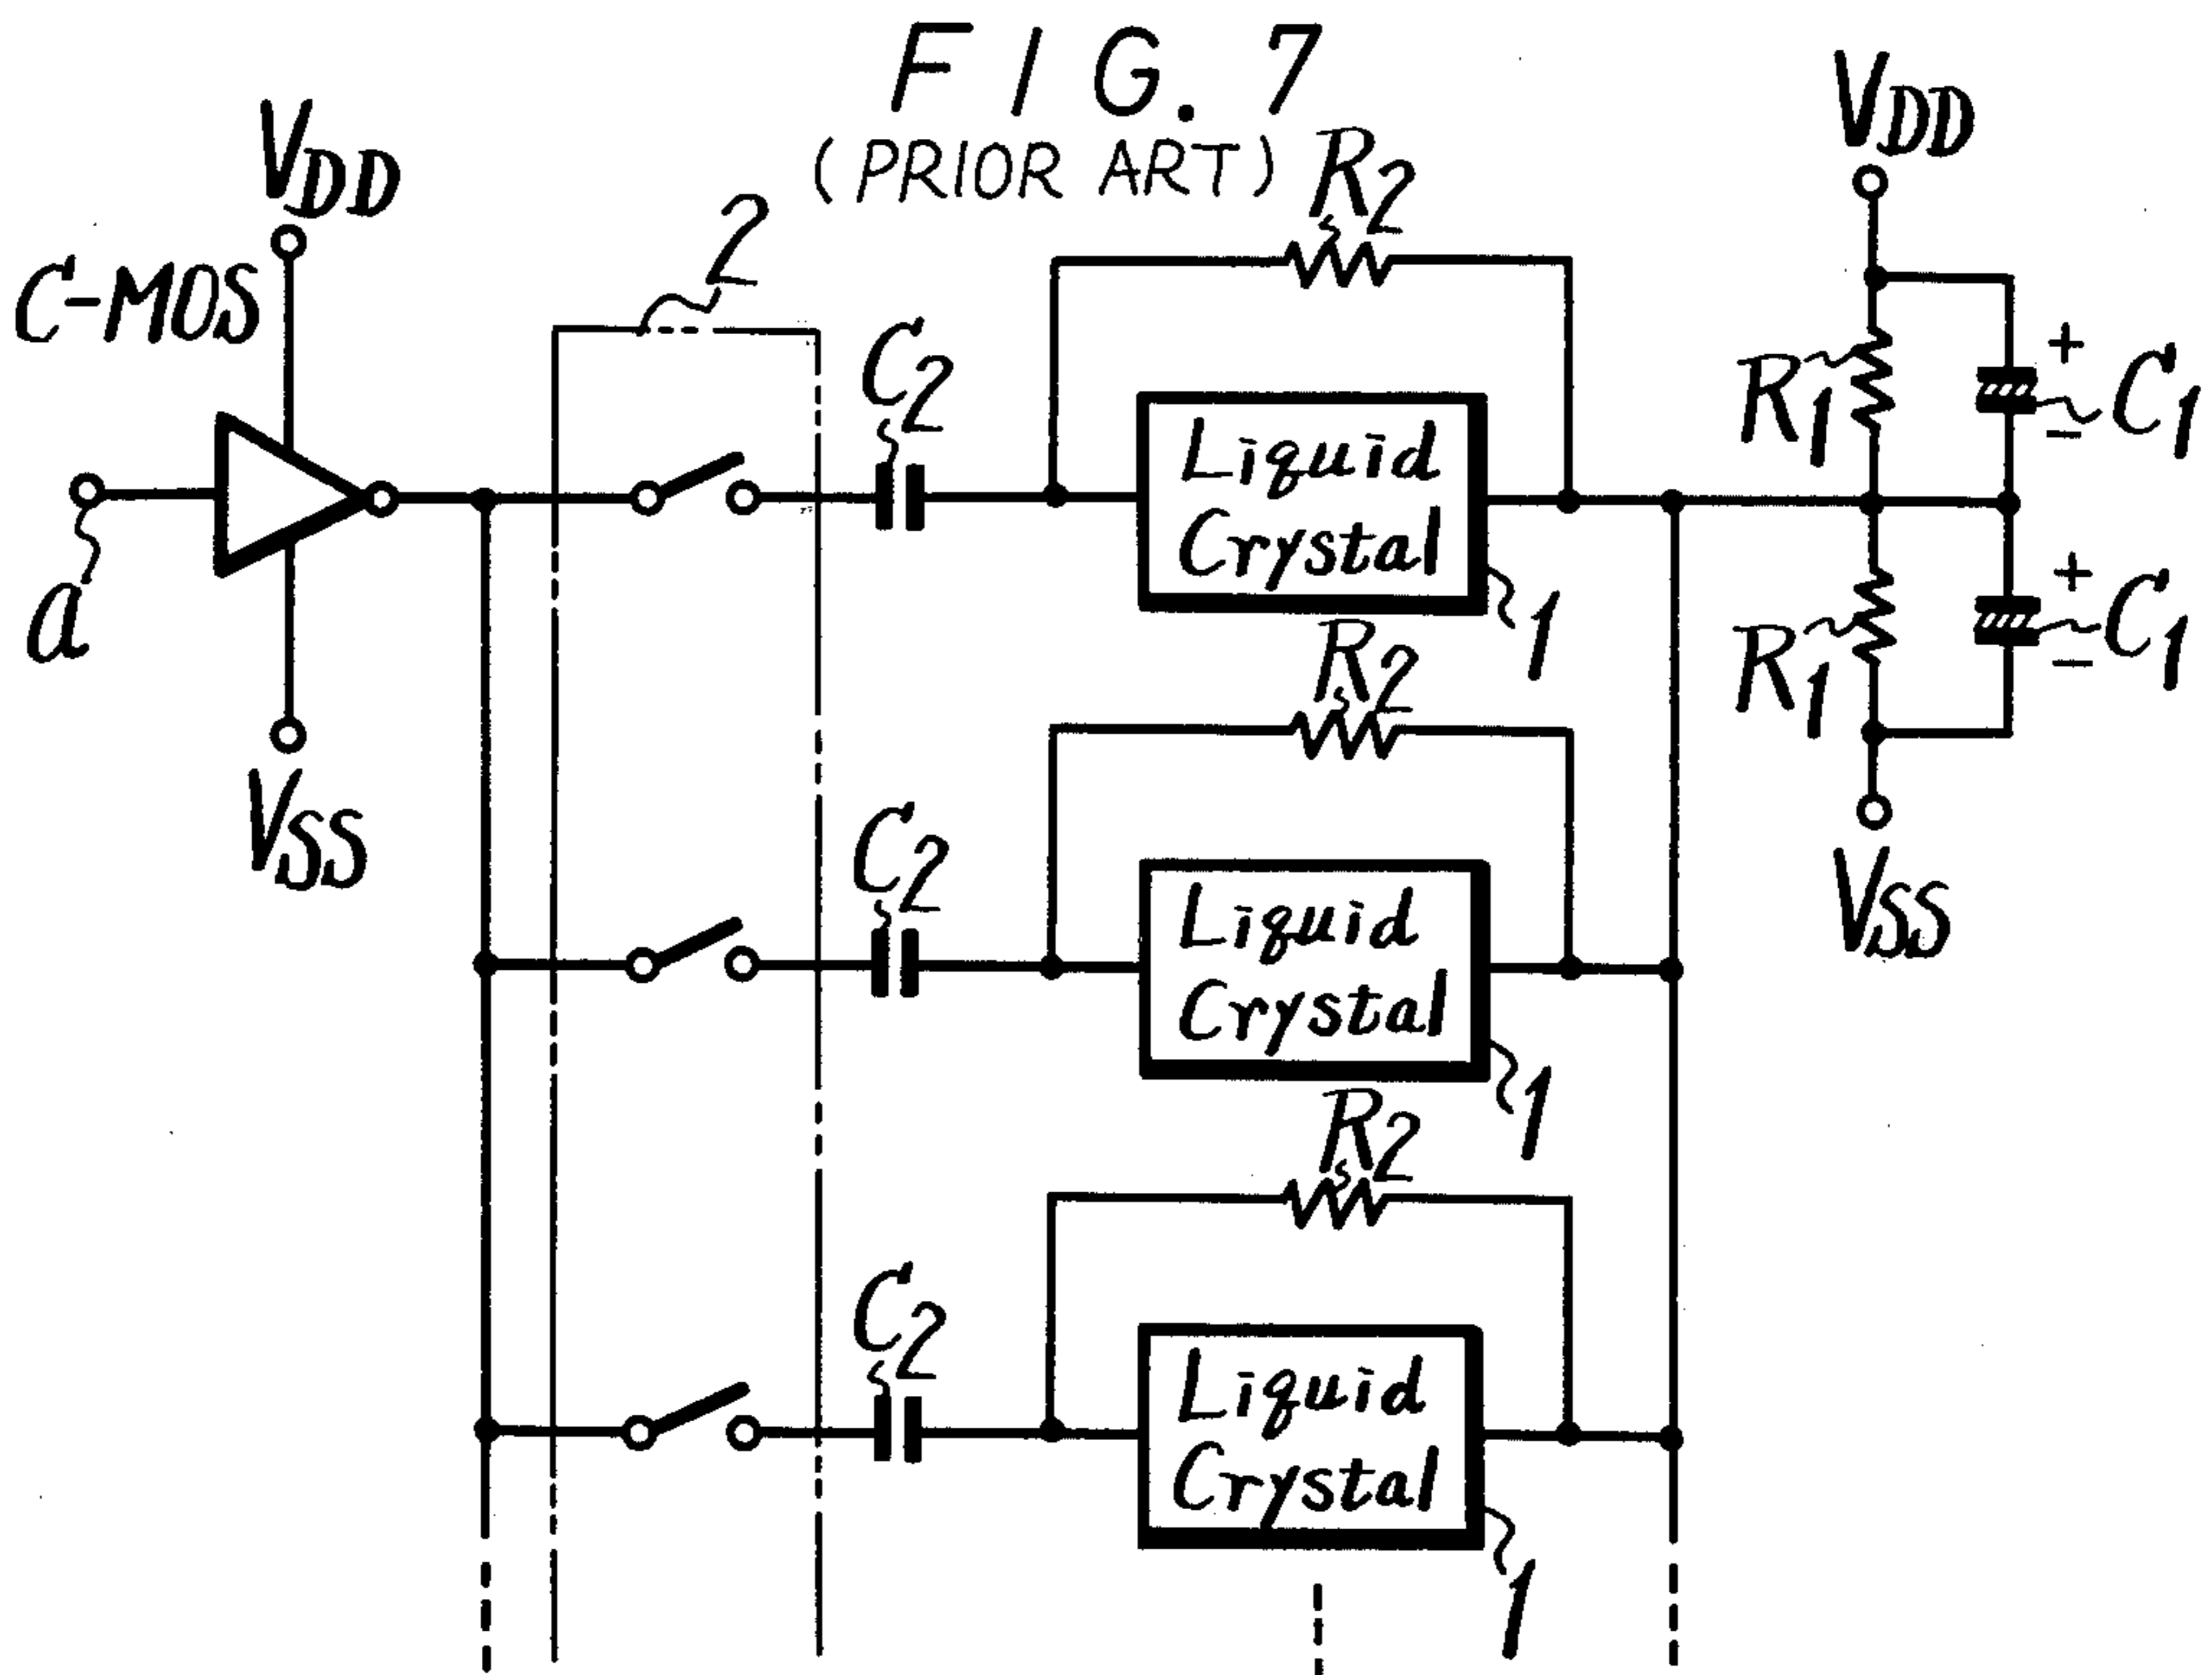 FIG. 7
(PRIOR ART)
VDD
C-MOS
a
VSS
2
C2
R2
Liquid
Crystal
1
VDD
R1
+
-
C1
R1
+
-
C1
VSS
C2
R2
Liquid
Crystal
1
C2
R2
Liquid
Crystal
1